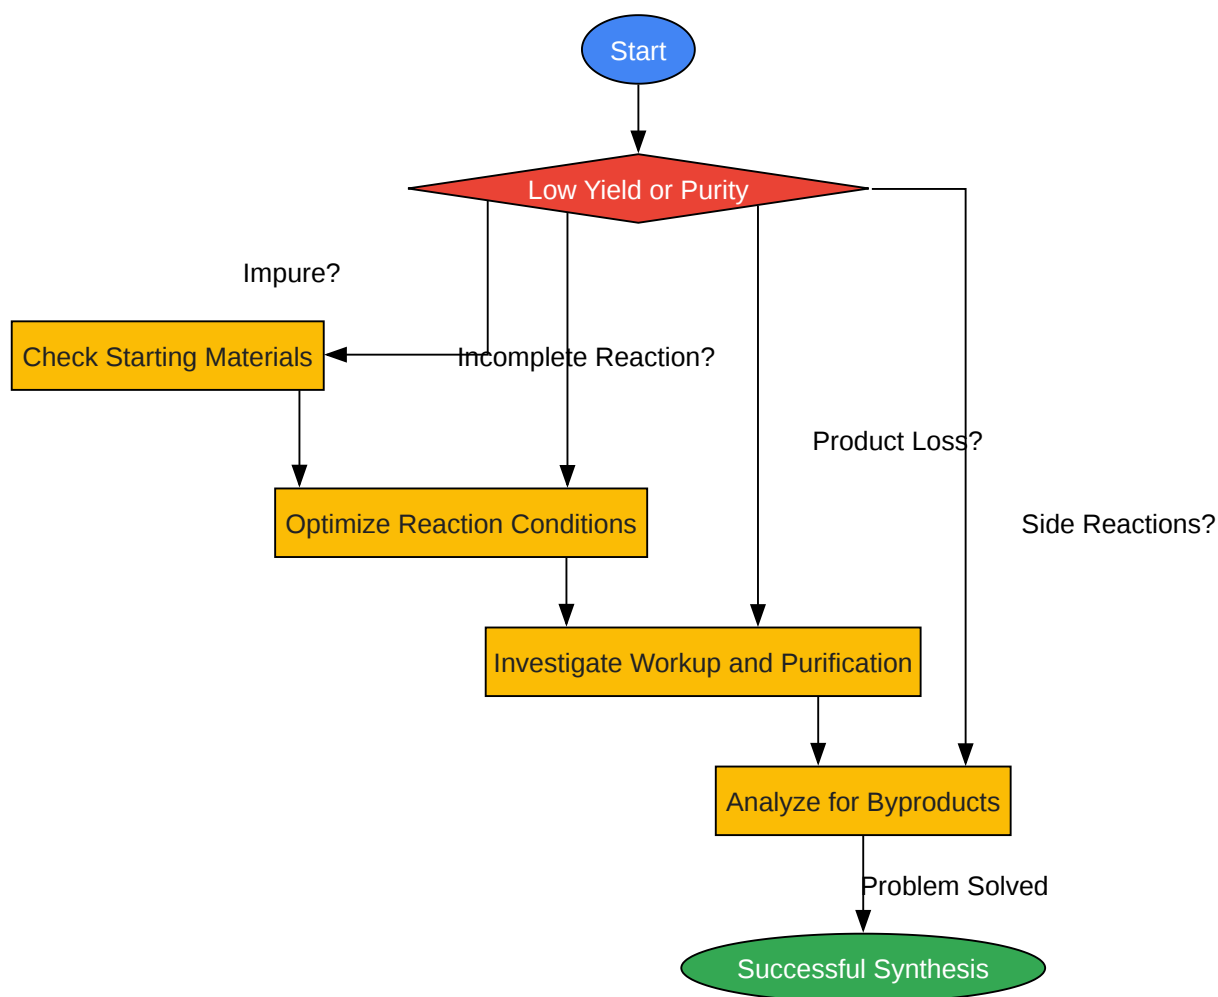 Start
Low Yield or Purity
Impure?
Check Starting Materials
Incomplete Reaction?
Product Loss?
Optimize Reaction Conditions
Side Reactions?
Investigate Workup and Purification
Analyze for Byproducts
Problem Solved
Successful Synthesis